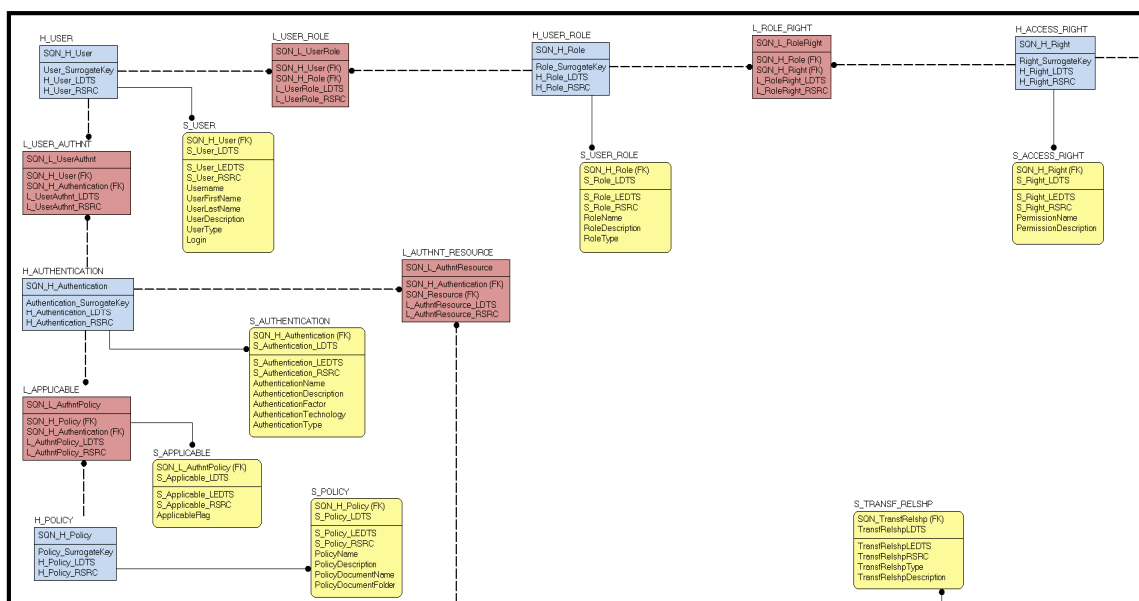 H_USER
SQN_H_User
User_SurrogateKey
H_User_LDTS
H_User_RSRC
L_USER_ROLE
SQN_L_UserRole
SQN_H_User (FK)
SQN_H_Role (FK)
L_UserRole_LDTS
L_UserRole_RSRC
H_USER_ROLE
SQN_H_Role
Role_SurrogateKey
H_Role_LDTS
H_Role_RSRC
L_ROLE_RIGHT
SQN_L_RoleRight
SQN_H_Role (FK)
SQN_H_Right (FK)
L_RoleRight_LDTS
L_RoleRight_RSRC
H_ACCESS_RIGHT
SQN_H_Right
Right_SurrogateKey
H_Right_LDTS
H_Right_RSRC
S_USER
SQN_H_User (FK)
S_User_LDTS
S_User_LEDTS
S_User_RSRC
Username
UserFirstName
UserLastName
UserDescription
UserType
Login
L_USER_AUTHNT
SQN_L_UserAuthnt
SQN_H_User (FK)
SQN_H_Authentication (FK)
L_UserAuthnt_LDTS
L_UserAuthnt_RSRC
S_USER_ROLE
SQN_H_Role (FK)
S_Role_LDTS
S_Role_LEDTS
S_Role_RSRC
RoleName
RoleDescription
RoleType
S_ACCESS_RIGHT
SQN_H_Right (FK)
S_Right_LDTS
S_Right_LEDTS
S_Right_RSRC
PermissionName
PermissionDescription
H_AUTHENTICATION
SQN_H_Authentication
Authentication_SurrogateKey
H_Authentication_LDTS
H_Authentication_RSRC
L_AUTHNT_RESOURCE
SQN_L_AuthntResource
SQN_H_Authentication (FK)
SQN_Resource (FK)
L_AuthntResource_LDTS
L_AuthntResource_RSRC
S_AUTHENTICATION
SQN_H_Authentication (FK)
S_Authentication_LDTS
S_Authentication_LEDTS
S_Authentication_RSRC
AuthenticationName
AuthenticationDescription
AuthenticationFactor
AuthenticationTechnology
AuthenticationType
L_APPLICABLE
SQN_L_AuthntPolicy
SQN_H_Policy (FK)
SQN_H_Authentication (FK)
L_AuthntPolicy_LDTS
L_AuthntPolicy_RSRC
S_APPLICABLE
SQN_L_AuthntPolicy (FK)
S_Applicable_LDTS
S_Applicable_LEDTS
S_Applicable_RSRC
ApplicableFlag
H_POLICY
SQN_H_Policy
Policy_SurrogateKey
H_Policy_LDTS
H_Policy_RSRC
S_POLICY
SQN_H_Policy (FK)
S_Policy_LDTS
S_Policy_LEDTS
S_Policy_RSRC
PolicyName
PolicyDescription
PolicyDocumentName
PolicyDocumentFolder
S_TRANSF_RELSHP
SQN_TransfRelshp (FK)
TransfRelshpLDTS
TransfRelshpLEDTS
TransfRelshpRSRC
TransfRelshpType
TransfRelshpDescription